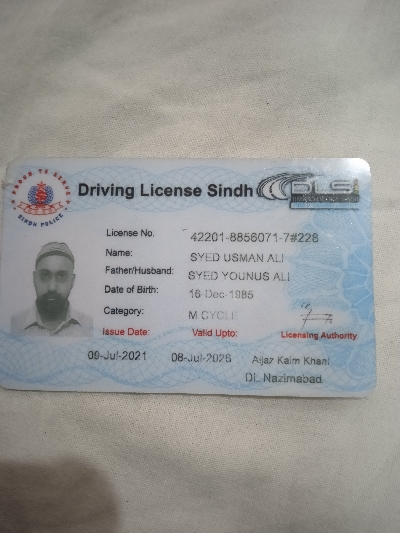 PROUD TO SERVE
SINDH POLICE
Driving License Sindh
DLS
License No. 42201-8856071-7#228
Name: SYED USMAN ALI
Father/Husband: SYED YOUNUS ALI
Date of Birth: 16-Dec-1985
Category: M.CYCLE
Issue Date: Valid Upto: Licensing Authority
09-Jul-2021 08-Jul-2026 Aijaz Kaim Khani
DL Nazimabad